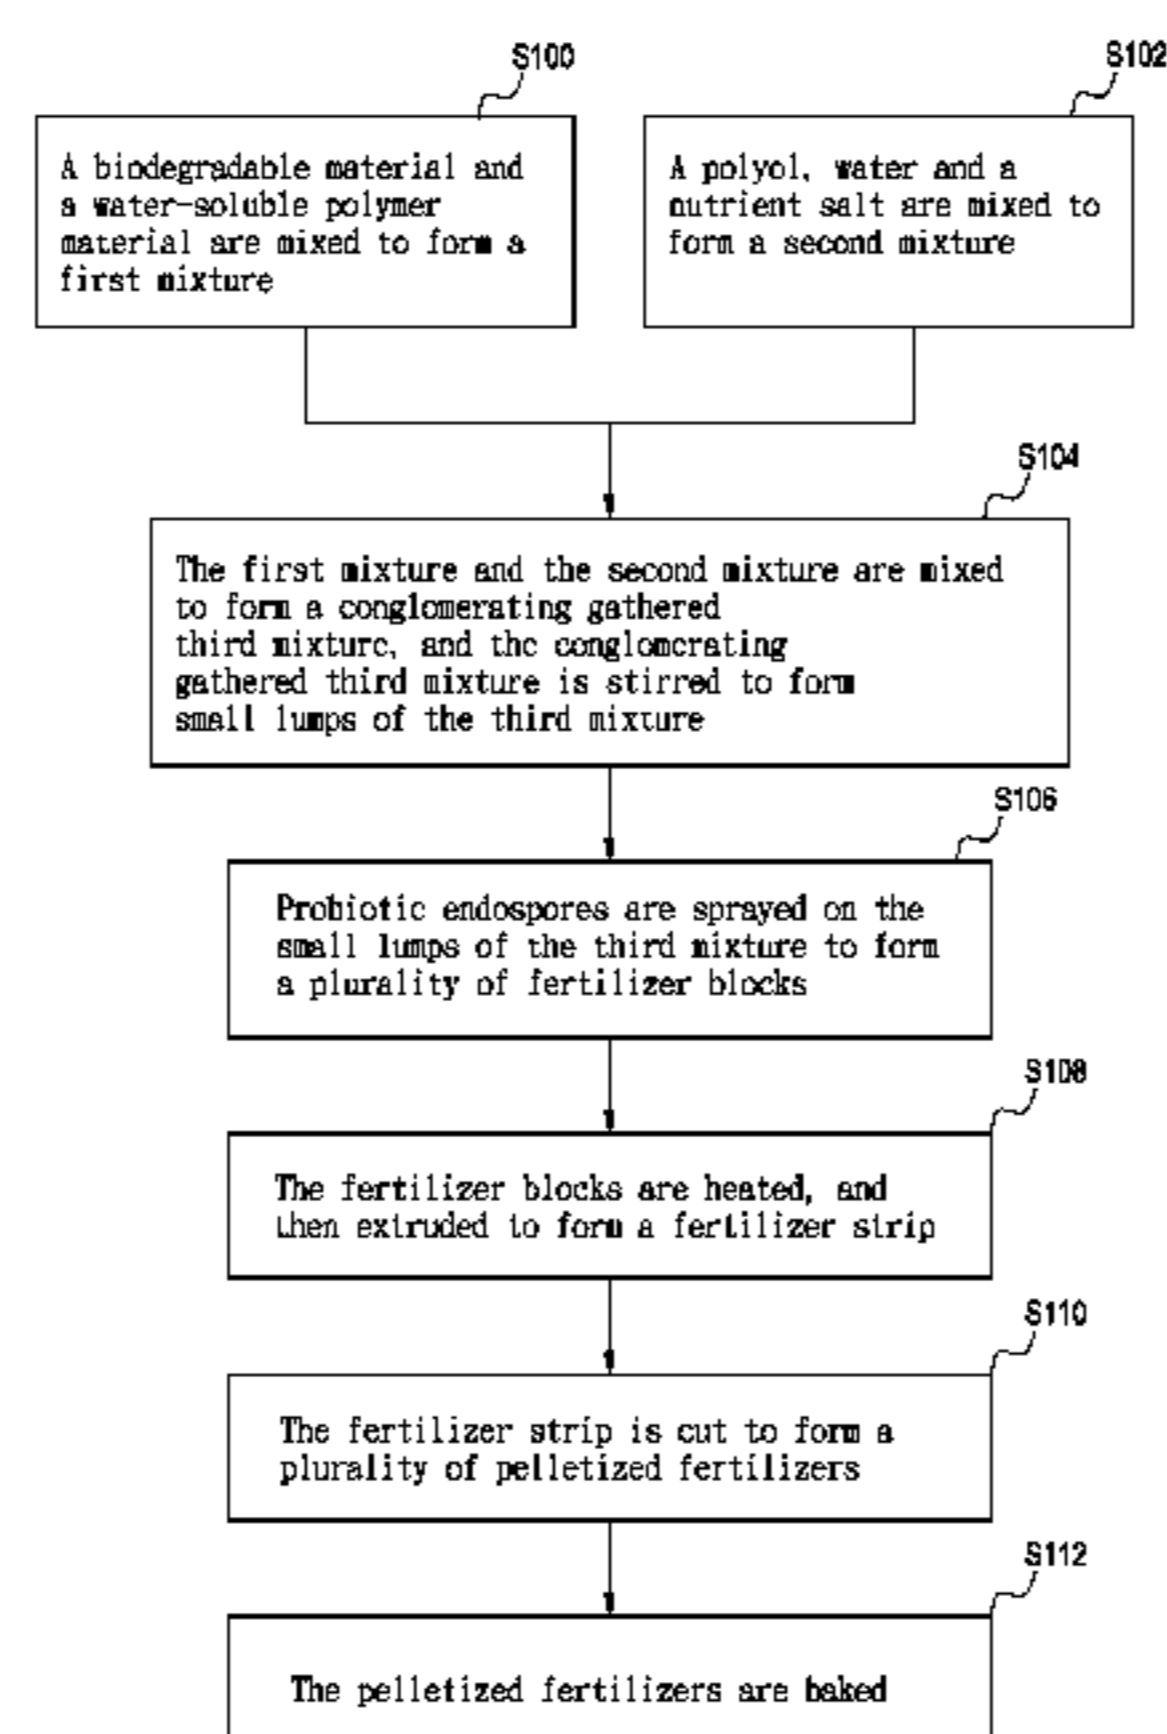 S100
A biodegradable material and
a water-soluble polymer
material are mixed to form a
first mixture
S102
A polyol, water and a
nutrient salt are mixed to
form a second mixture
S104
The first mixture and the second mixture are mixed
to form a conglomerating gathered
third mixture, and the conglomerating
gathered third mixture is stirred to form
small lumps of the third mixture
S106
Probiotic endospores are sprayed on the
small lumps of the third mixture to form
a plurality of fertilizer blocks
S108
The fertilizer blocks are heated, and
then extruded to form a fertilizer strip
S110
The fertilizer strip is cut to form a
plurality of pelletized fertilizers
S112
The pelletized fertilizers are baked